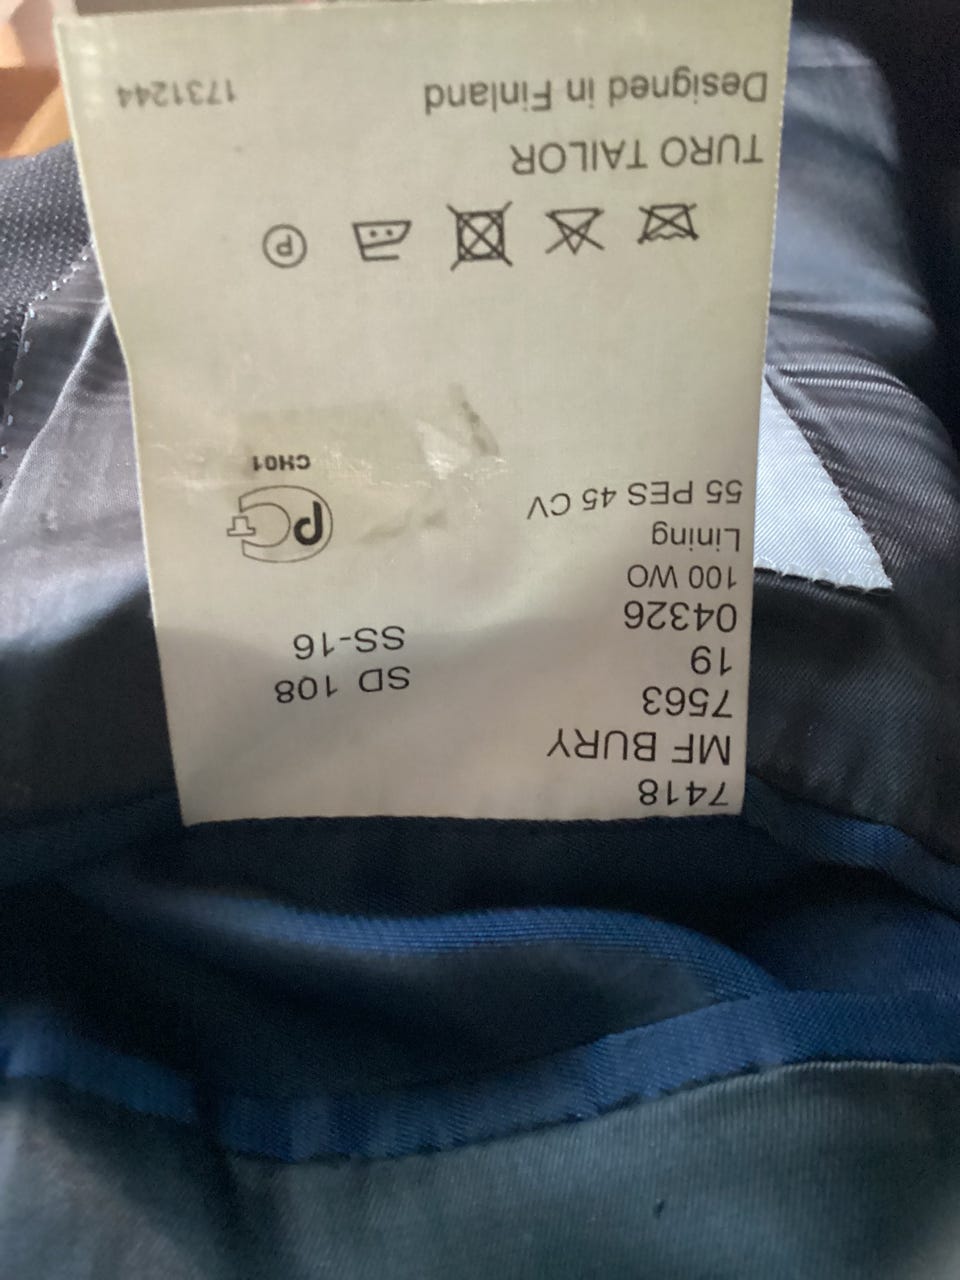 7418
MF BURY
7563 SD 108
19 SS-16
04326
100 WO
Lining
55 PES 45 CV
РСТ
CH01
P
TURO TAILOR
Designed in Finland 1731244